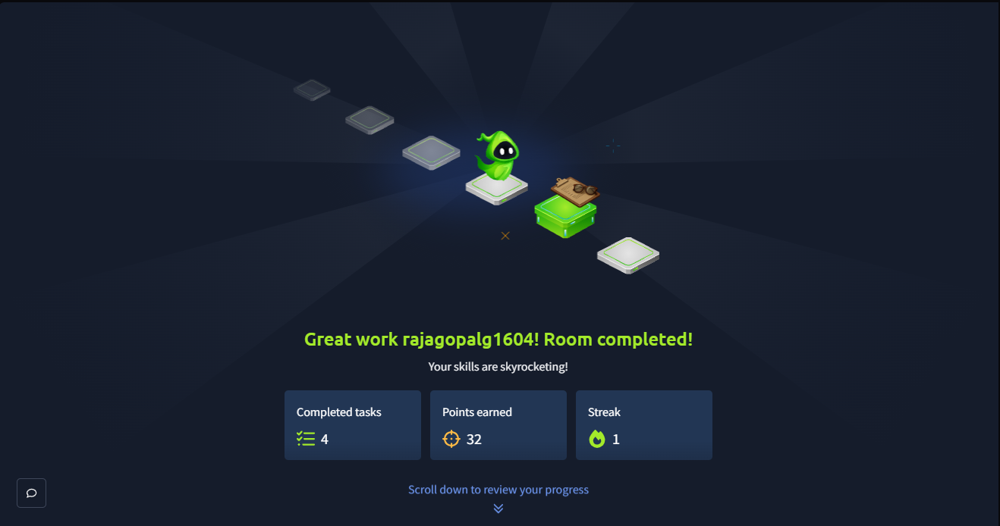 Great work rajagopalg1604! Room completed!
Your skills are skyrocketing!
Completed tasks
4
Points earned
32
Streak
1
Scroll down to review your progress